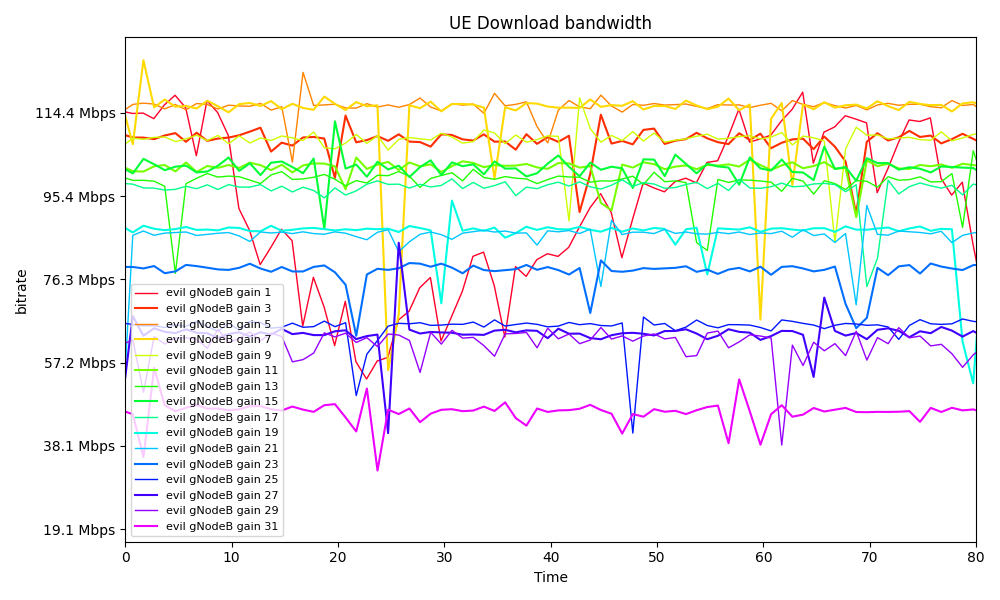 UE Download bandwidth
bitrate
114.4 Mbps
95.4 Mbps
76.3 Mbps
57.2 Mbps
38.1 Mbps
19.1 Mbps
evil gNodeB gain 1
evil gNodeB gain 3
evil gNodeB gain 5
evil gNodeB gain 7
evil gNodeB gain 9
evil gNodeB gain 11
evil gNodeB gain 13
evil gNodeB gain 15
evil gNodeB gain 17
evil gNodeB gain 19
evil gNodeB gain 21
evil gNodeB gain 23
evil gNodeB gain 25
evil gNodeB gain 27
evil gNodeB gain 29
evil gNodeB gain 31
0 10 20 30 40 50 60 70 80
Time